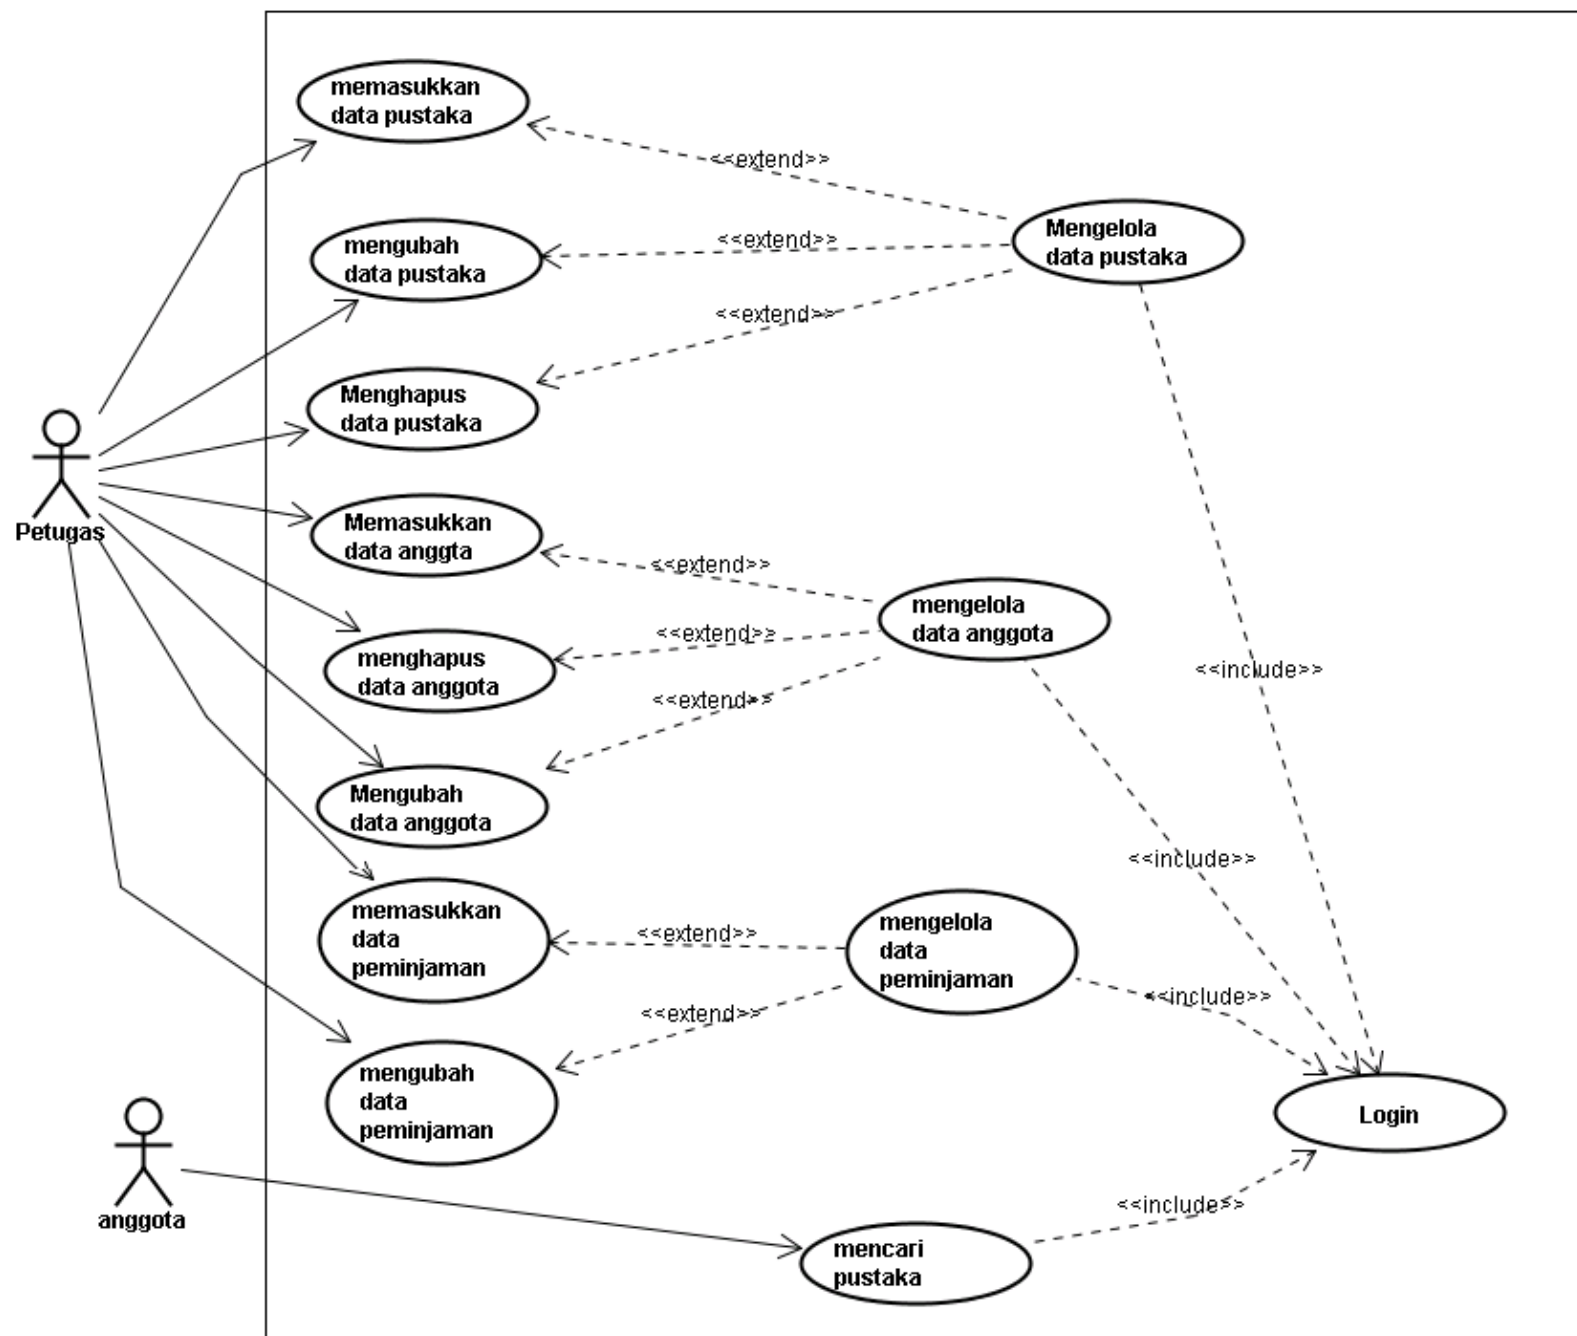 memasukkan
data pustaka
<<extend>>
mengubah
data pustaka
<<extend>>
Mengelola
data pustaka
<<extend>>
Menghapus
data pustaka
Petugas
Memasukkan
data anggta
<<extend>>
mengelola
data anggota
<<extend>>
menghapus
data anggota
<<extend>>
<<include>>
Mengubah
data anggota
<<include>>
memasukkan
data
peminjaman
<<extend>>
mengelola
data
peminjaman
<<include>>
<<extend>>
mengubah
data
peminjaman
Login
anggota
<<include>>
mencari
pustaka